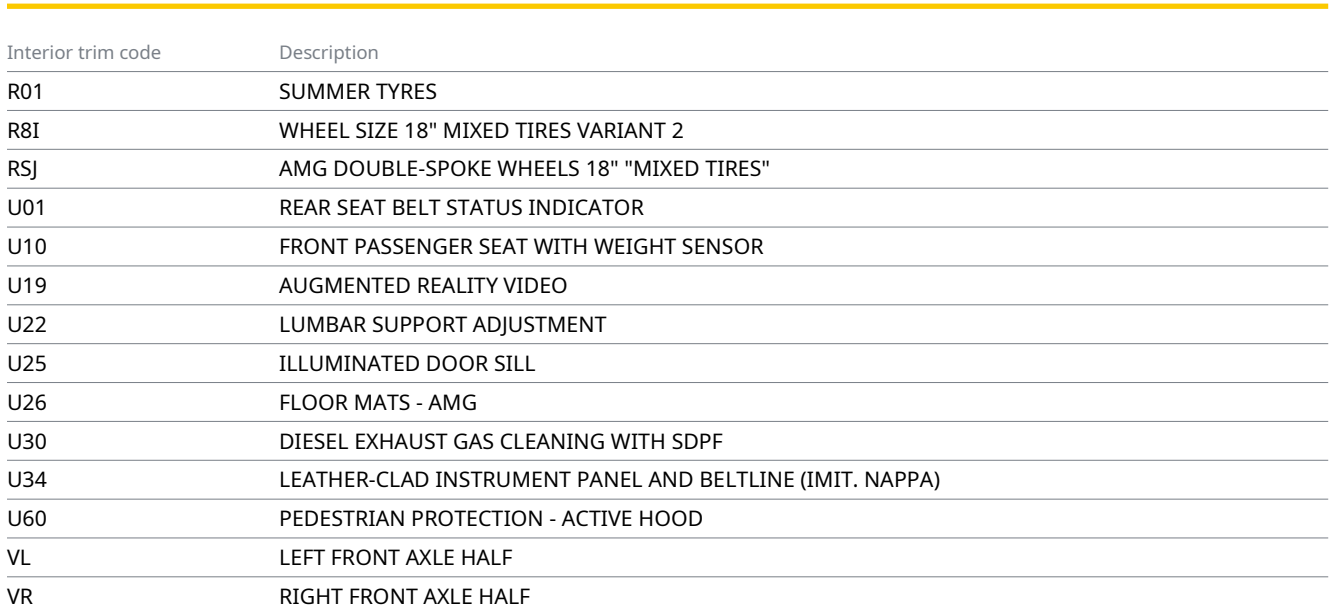 Interior trim code Description
R01 SUMMER TYRES
R8I WHEEL SIZE 18" MIXED TIRES VARIANT 2
RSJ AMG DOUBLE-SPOKE WHEELS 18" "MIXED TIRES"
U01 REAR SEAT BELT STATUS INDICATOR
U10 FRONT PASSENGER SEAT WITH WEIGHT SENSOR
U19 AUGMENTED REALITY VIDEO
U22 LUMBAR SUPPORT ADJUSTMENT
U25 ILLUMINATED DOOR SILL
U26 FLOOR MATS - AMG
U30 DIESEL EXHAUST GAS CLEANING WITH SDPF
U34 LEATHER-CLAD INSTRUMENT PANEL AND BELTLINE (IMIT. NAPPA)
U60 PEDESTRIAN PROTECTION - ACTIVE HOOD
VL LEFT FRONT AXLE HALF
VR RIGHT FRONT AXLE HALF